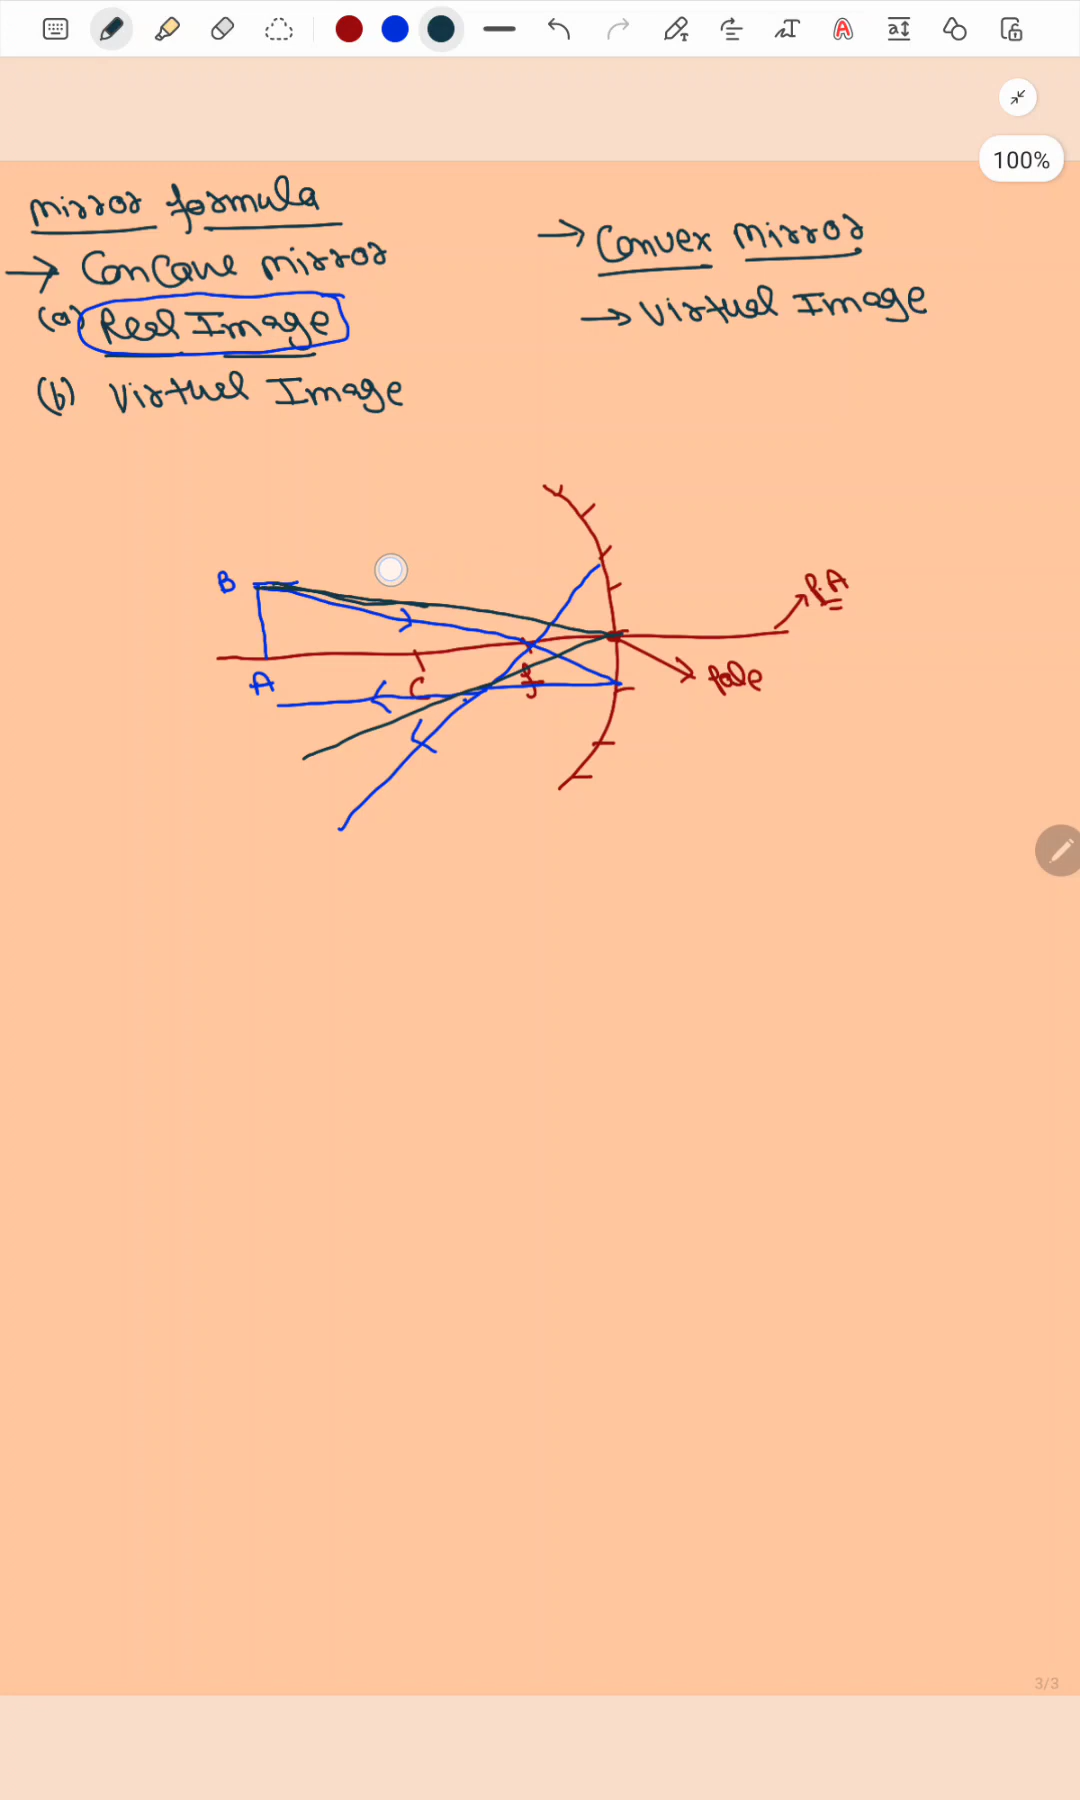 100%
mirror formula
→ Concave mirror
(a) Real Image
(b) Virtual Image
→ Convex mirror
→ Virtual Image
B
A
C
f
P.A
Pole
3/3